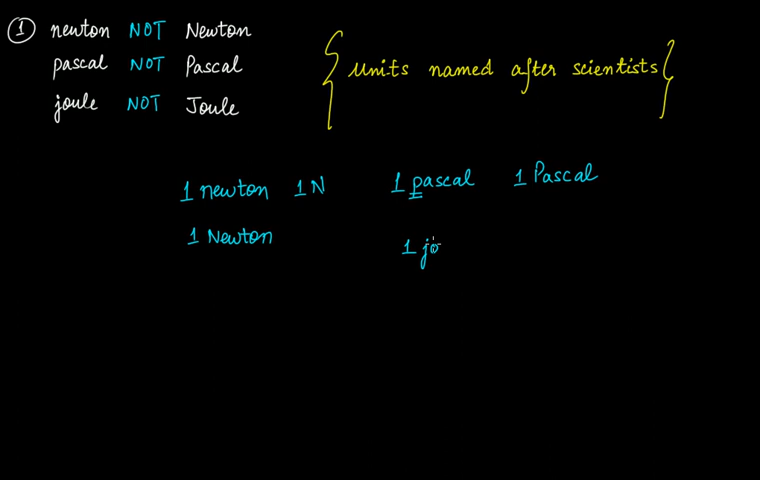 1 newton NOT Newton
pascal NOT Pascal
joule NOT Joule
{ units named after scientists }
1 newton 1 N 1 pascal 1 Pascal
1 Newton 1 jo